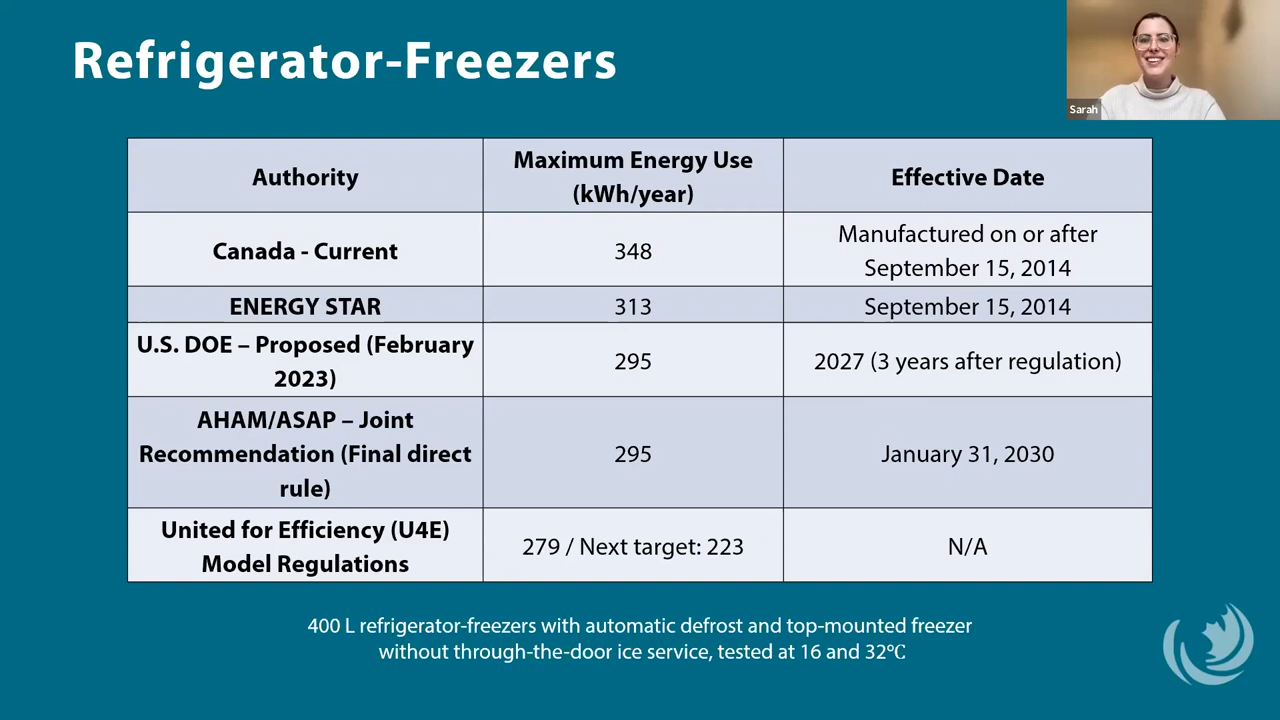 Refrigerator-Freezers
Sarah
Authority
Maximum Energy Use
(kWh/year)
Effective Date
Canada - Current
348
Manufactured on or after
September 15, 2014
ENERGY STAR
313
September 15, 2014
U.S. DOE – Proposed (February
2023)
295
2027 (3 years after regulation)
AHAM/ASAP – Joint
Recommendation (Final direct
rule)
295
January 31, 2030
United for Efficiency (U4E)
Model Regulations
279 / Next target: 223
N/A
400 L refrigerator-freezers with automatic defrost and top-mounted freezer
without through-the-door ice service, tested at 16 and 32℃